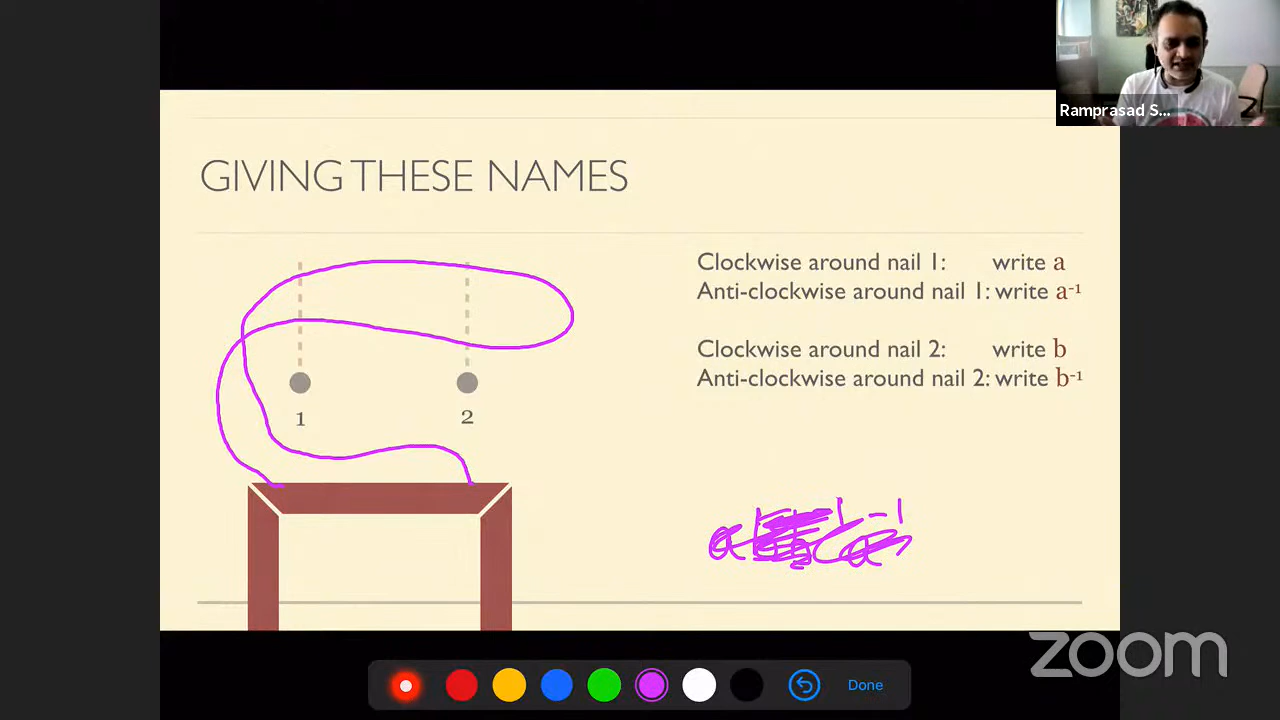 Ramprasad S...
GIVING THESE NAMES
Clockwise around nail 1: write a
Anti-clockwise around nail 1: write a⁻¹
Clockwise around nail 2: write b
Anti-clockwise around nail 2: write b⁻¹
1 2
zoom
Done